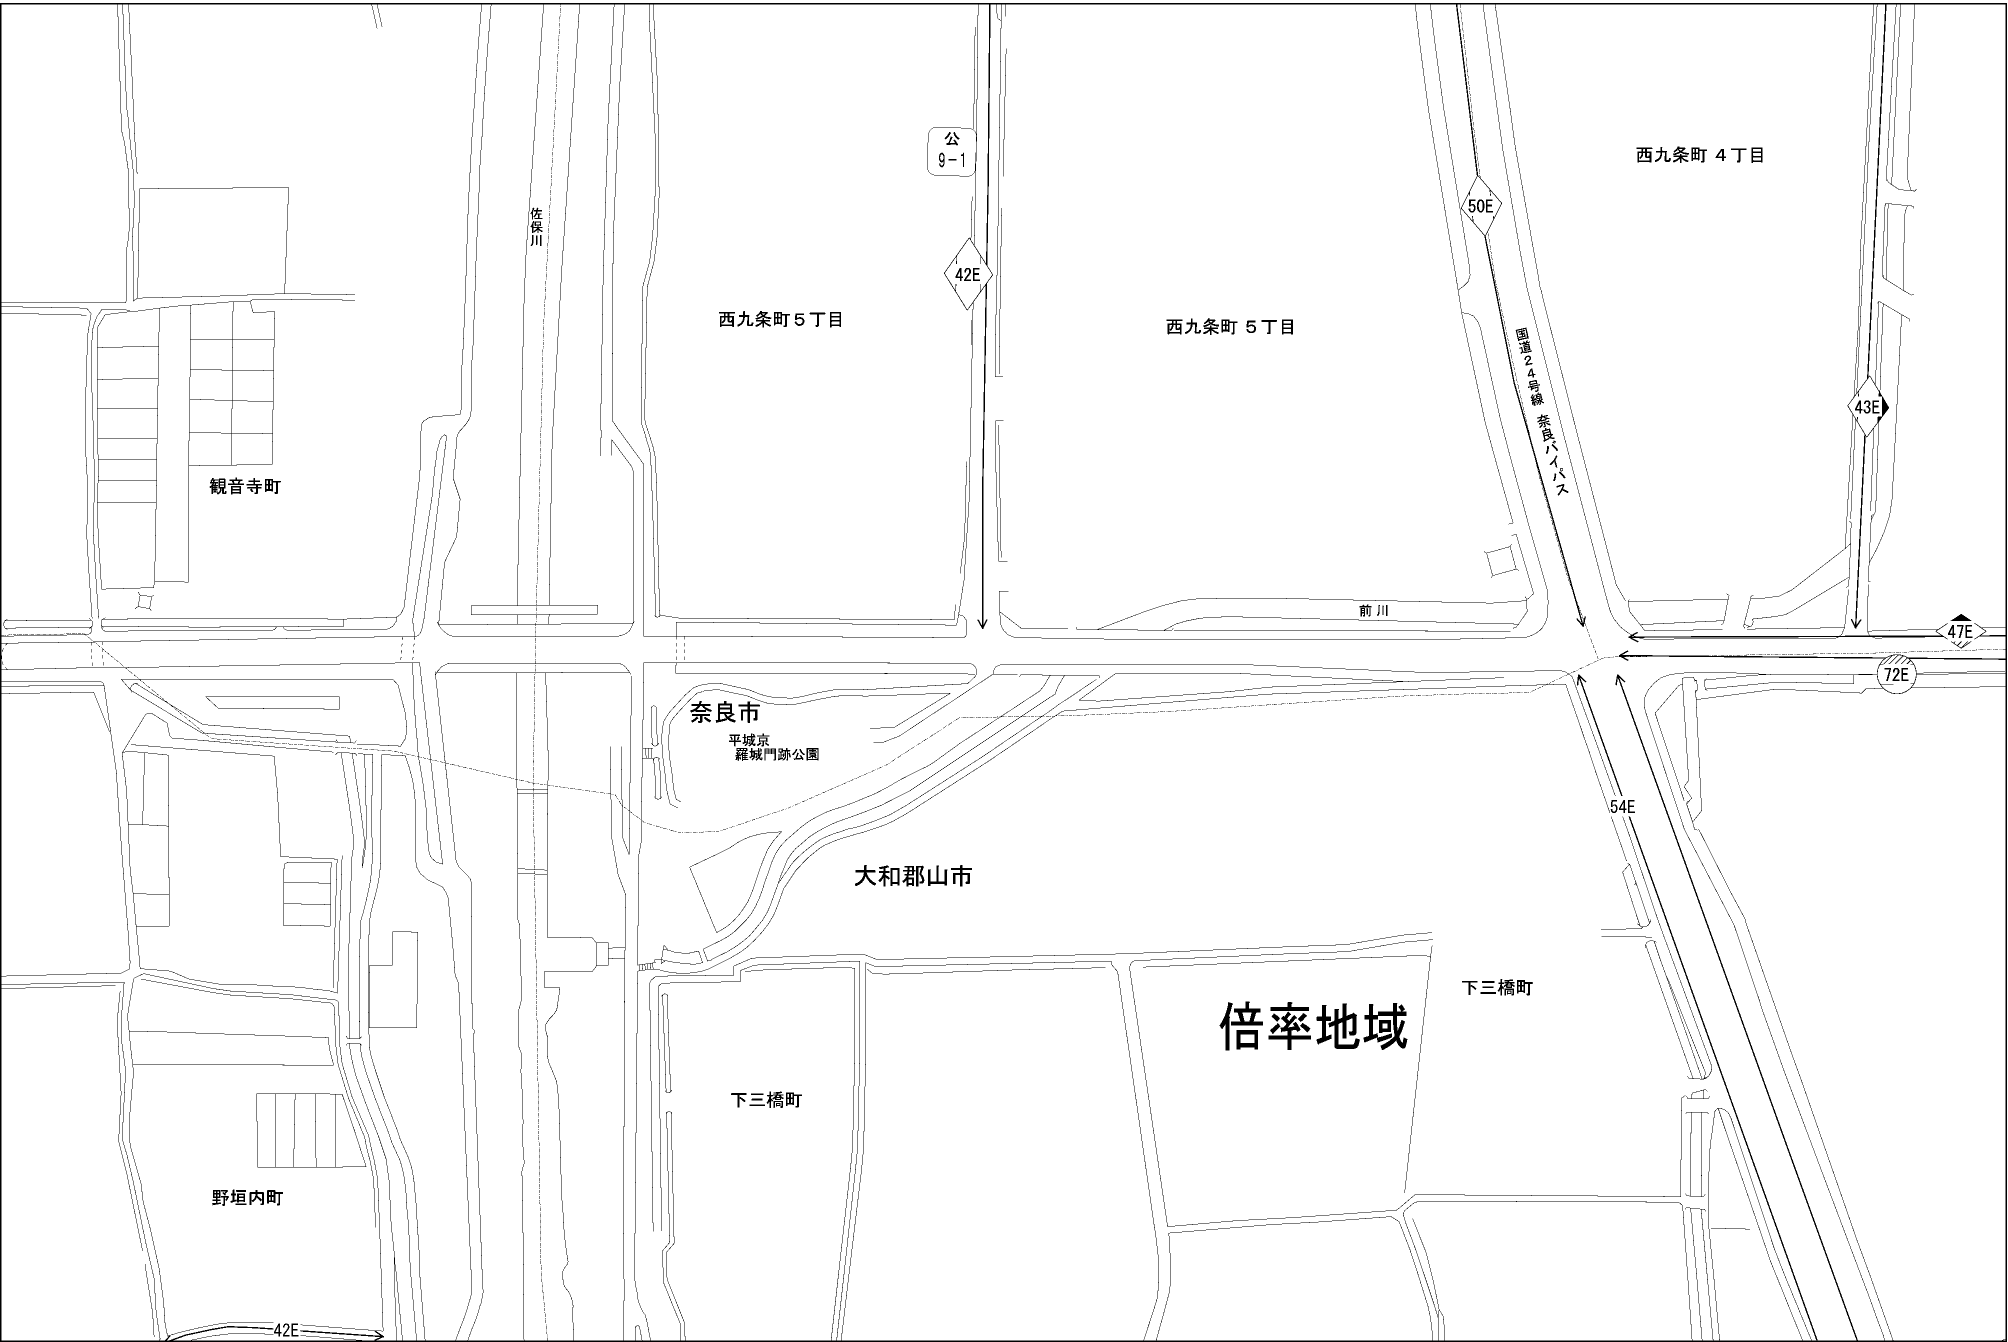 公
9-1
西九条町 4丁目
50E
佐保川
42E
西九条町5丁目
西九条町 5丁目
国道24号線 奈良バイパス
43E
観音寺町
前川
47E
72E
奈良市
平城京
羅城門跡公園
54E
大和郡山市
下三橋町
倍率地域
下三橋町
野垣内町
42E